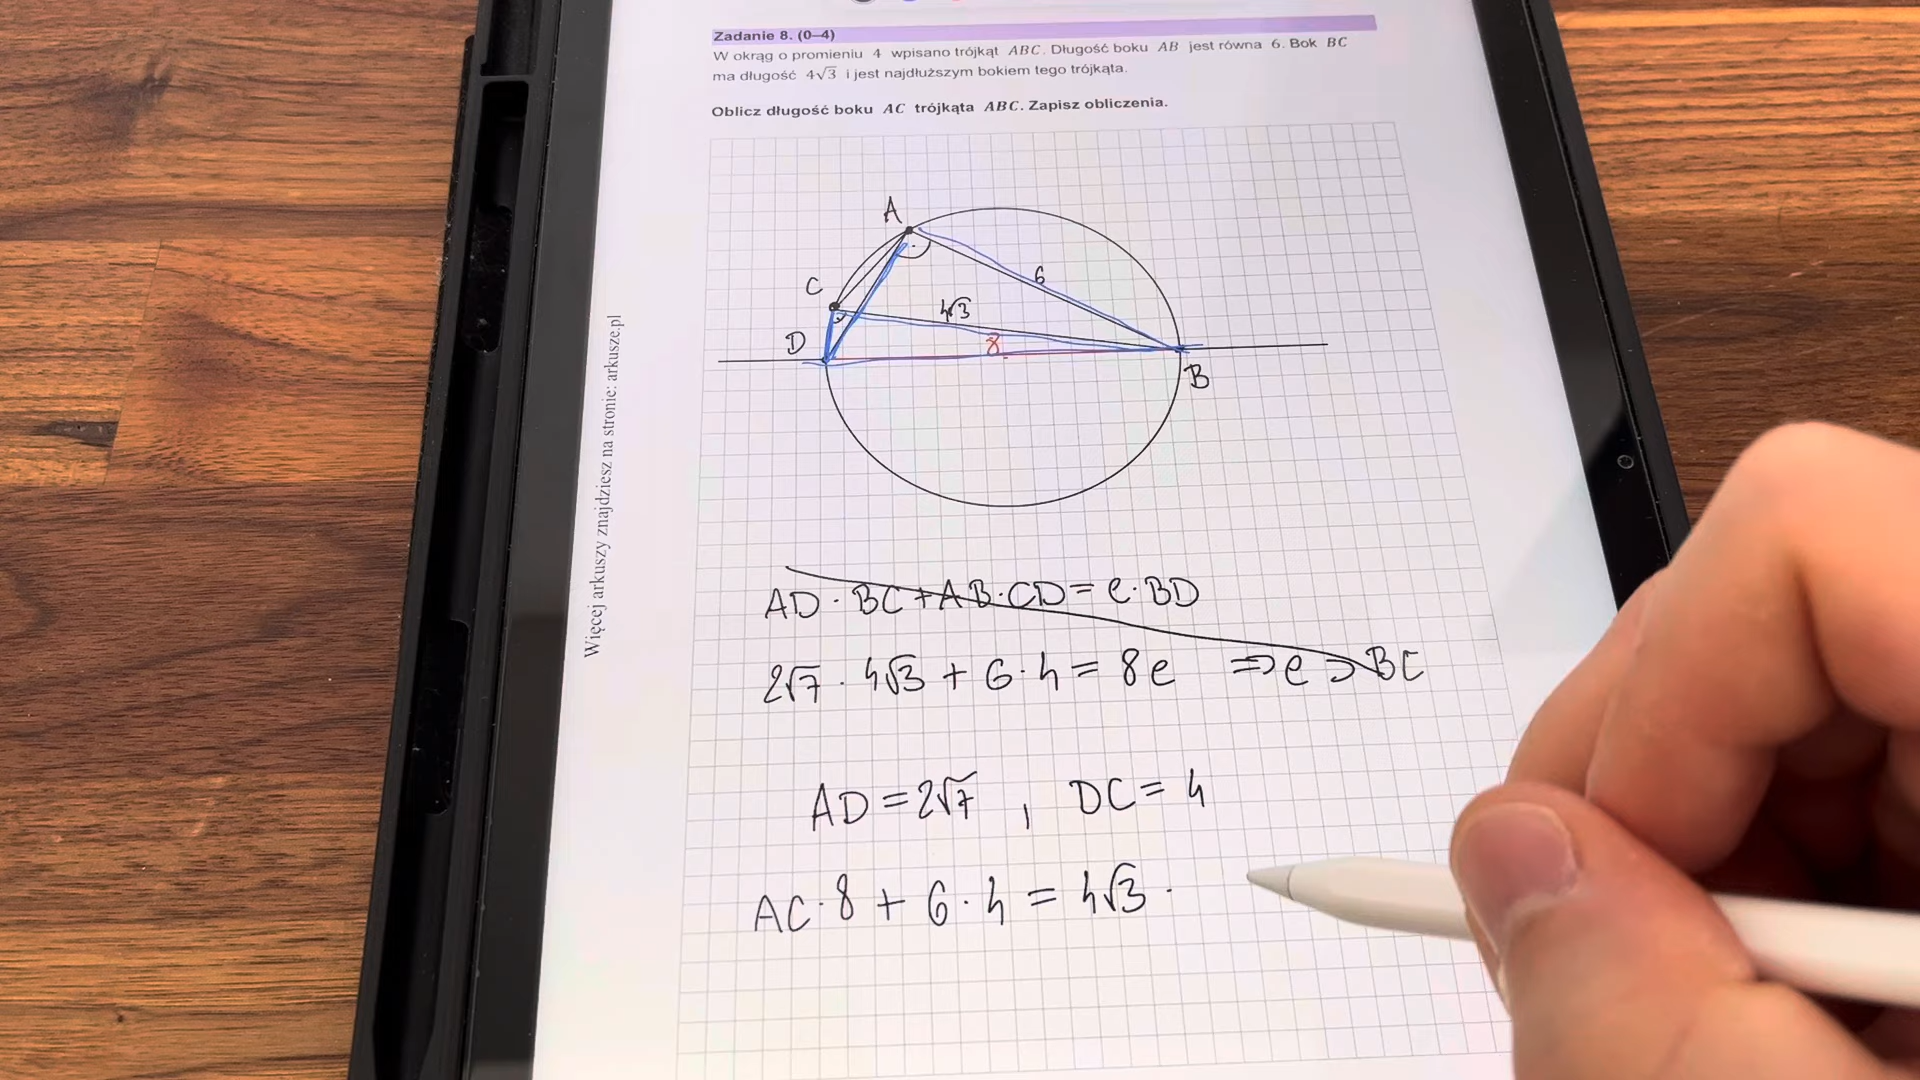 Zadanie 8. (0–4)
W okrąg o promieniu 4 wpisano trójkąt ABC. Długość boku AB jest równa 6. Bok BC
ma długość 4√3 i jest najdłuższym bokiem tego trójkąta.
Oblicz długość boku AC trójkąta ABC. Zapisz obliczenia.
A
6
C
4√3
D
8
B
AD · BC + AB · CD = e · BD
2√7 · 4√3 + 6 · 4 = 8e ⇒ e > BC
AD = 2√7 , DC = 4
AC · 8 + 6 · 4 = 4√3 ·
Więcej arkuszy znajdziesz na stronie: arkusze.pl